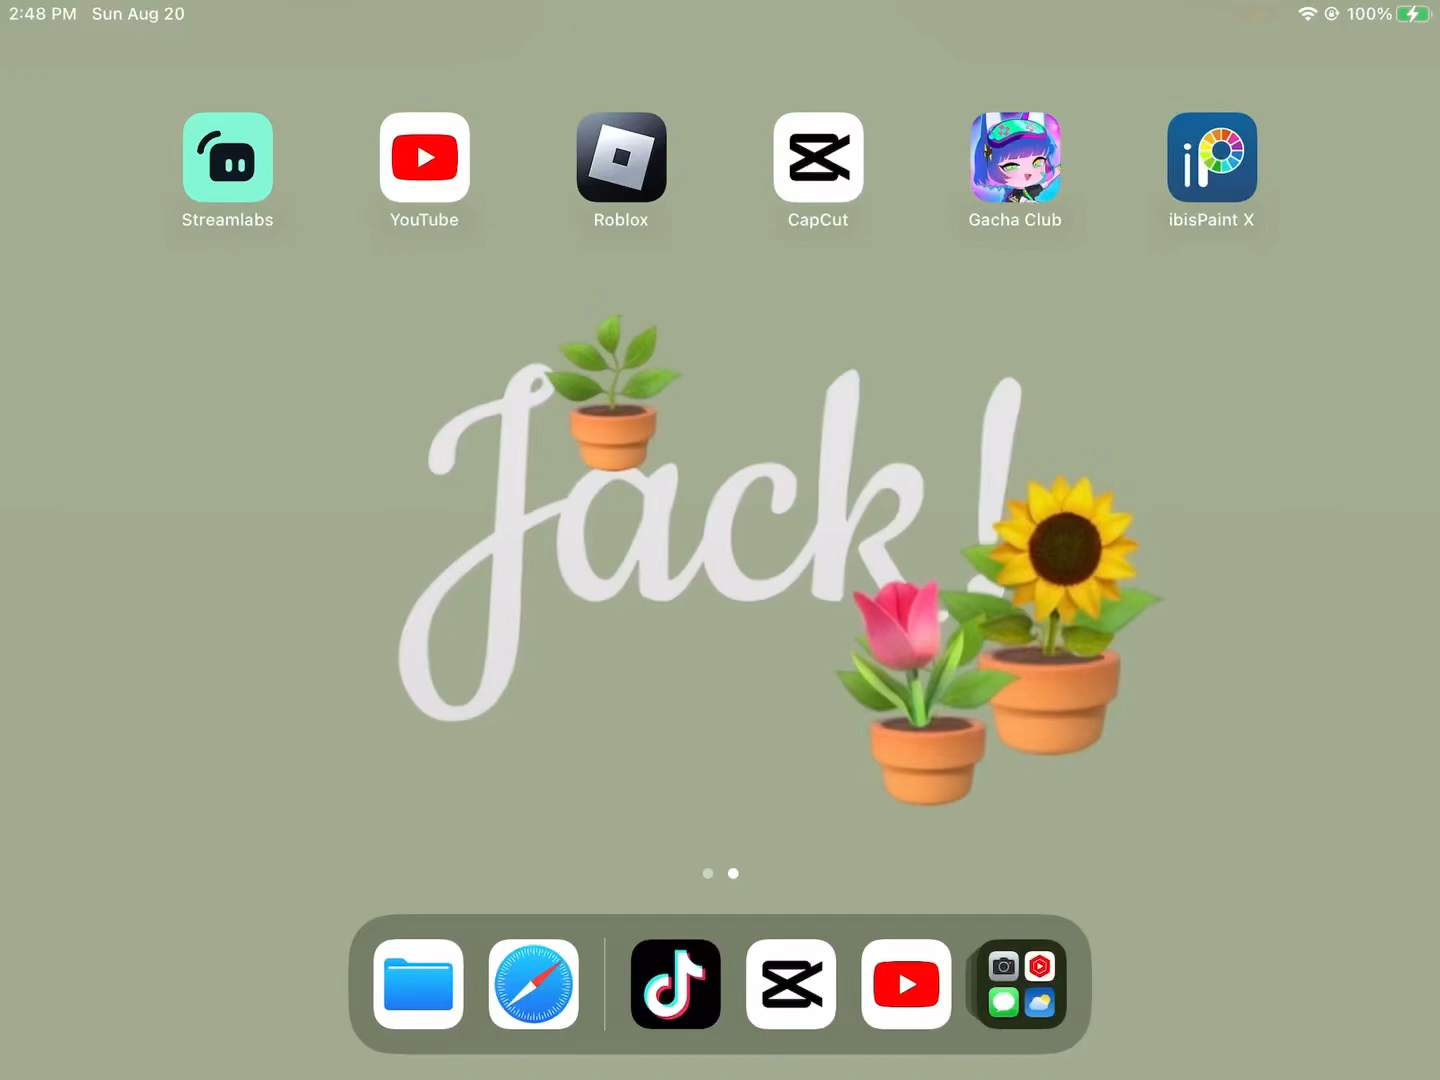 2:48 PM Sun Aug 20
100%
Streamlabs
YouTube
Roblox
CapCut
Gacha Club
ibisPaint X
Jack!